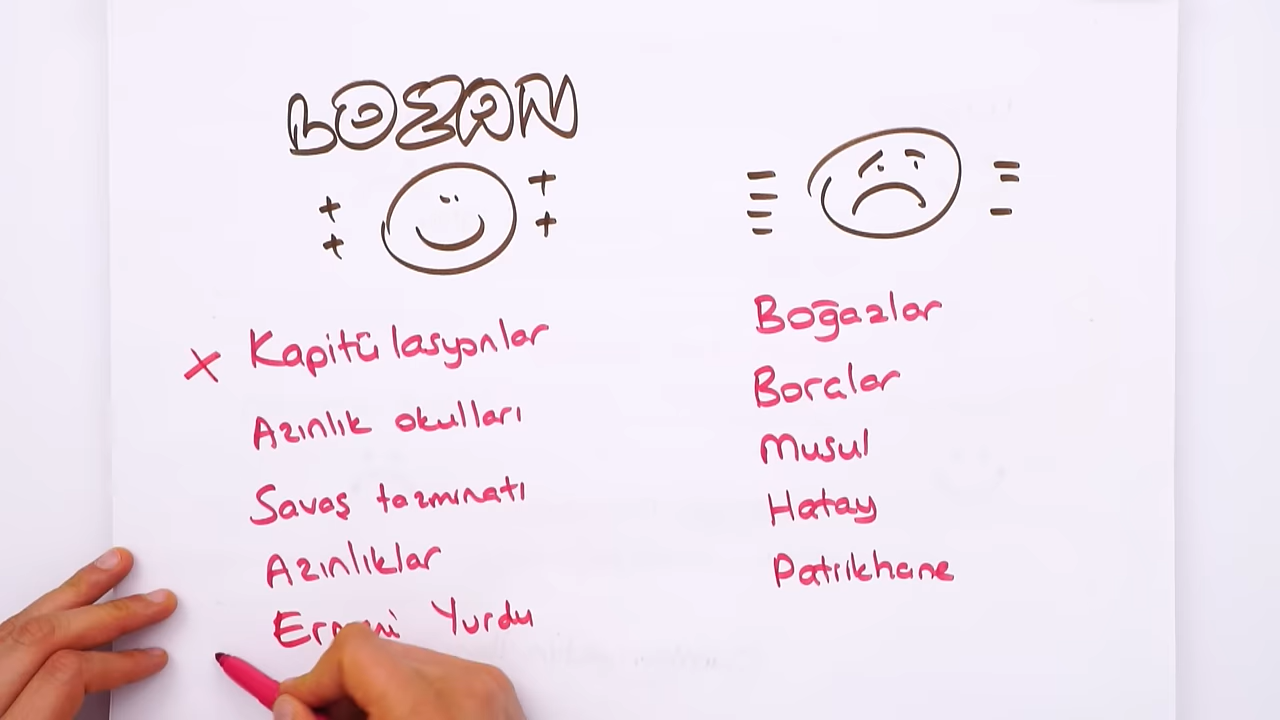 LOZAN
+ +
+ +
X Kapitülasyonlar
Azınlık okulları
Savaş tazminatı
Azınlıklar
Yurdu
Boğazlar
Borçlar
Musul
Hatay
Patrikhane